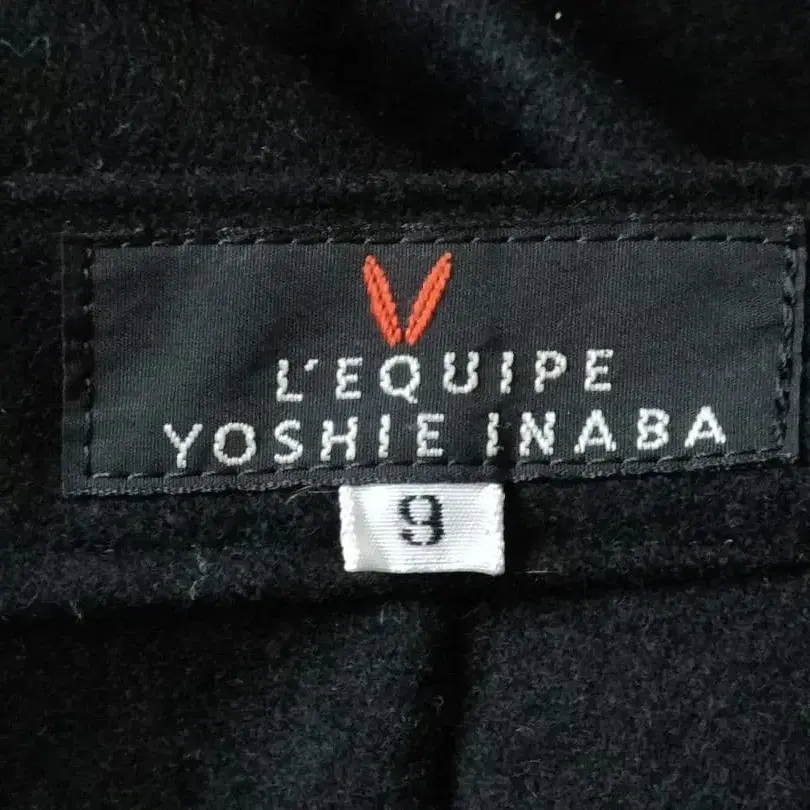 V
L'EQUIPE
YOSHIE INABA
9